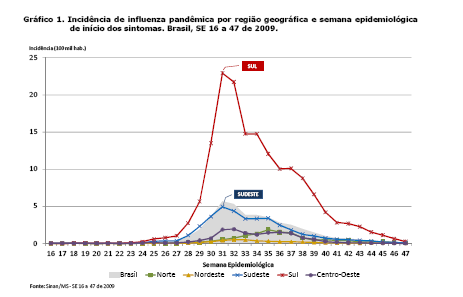 Gráfico 1. Incidência de influenza pandêmica por região geográfica e semana epidemiológica
de início dos sintomas. Brasil, SE 16 a 47 de 2009.
Incidência (100 mil hab.)
25
20
15
10
5
0
SUL
SUDESTE
16 17 18 19 20 21 22 23 24 25 26 27 28 29 30 31 32 33 34 35 36 37 38 39 40 41 42 43 44 45 46 47
Semana Epidemiológica
Brasil Norte Nordeste Sudeste Sul Centro-Oeste
Fonte: Sinan/MS - SE 16 a 47 de 2009